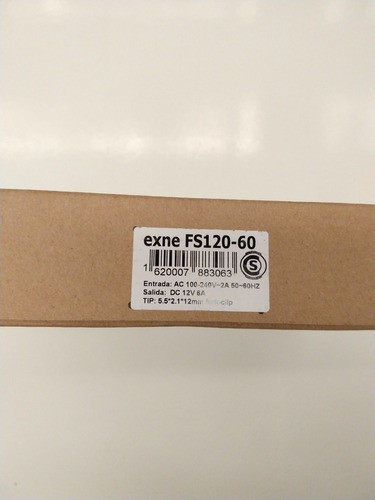 exne FS120-60
1 620007 883063
S
Entrada: AC 100-240V~2A 50~60HZ
Salida: DC 12V 6A
TIP: 5.5*2.1*12mm